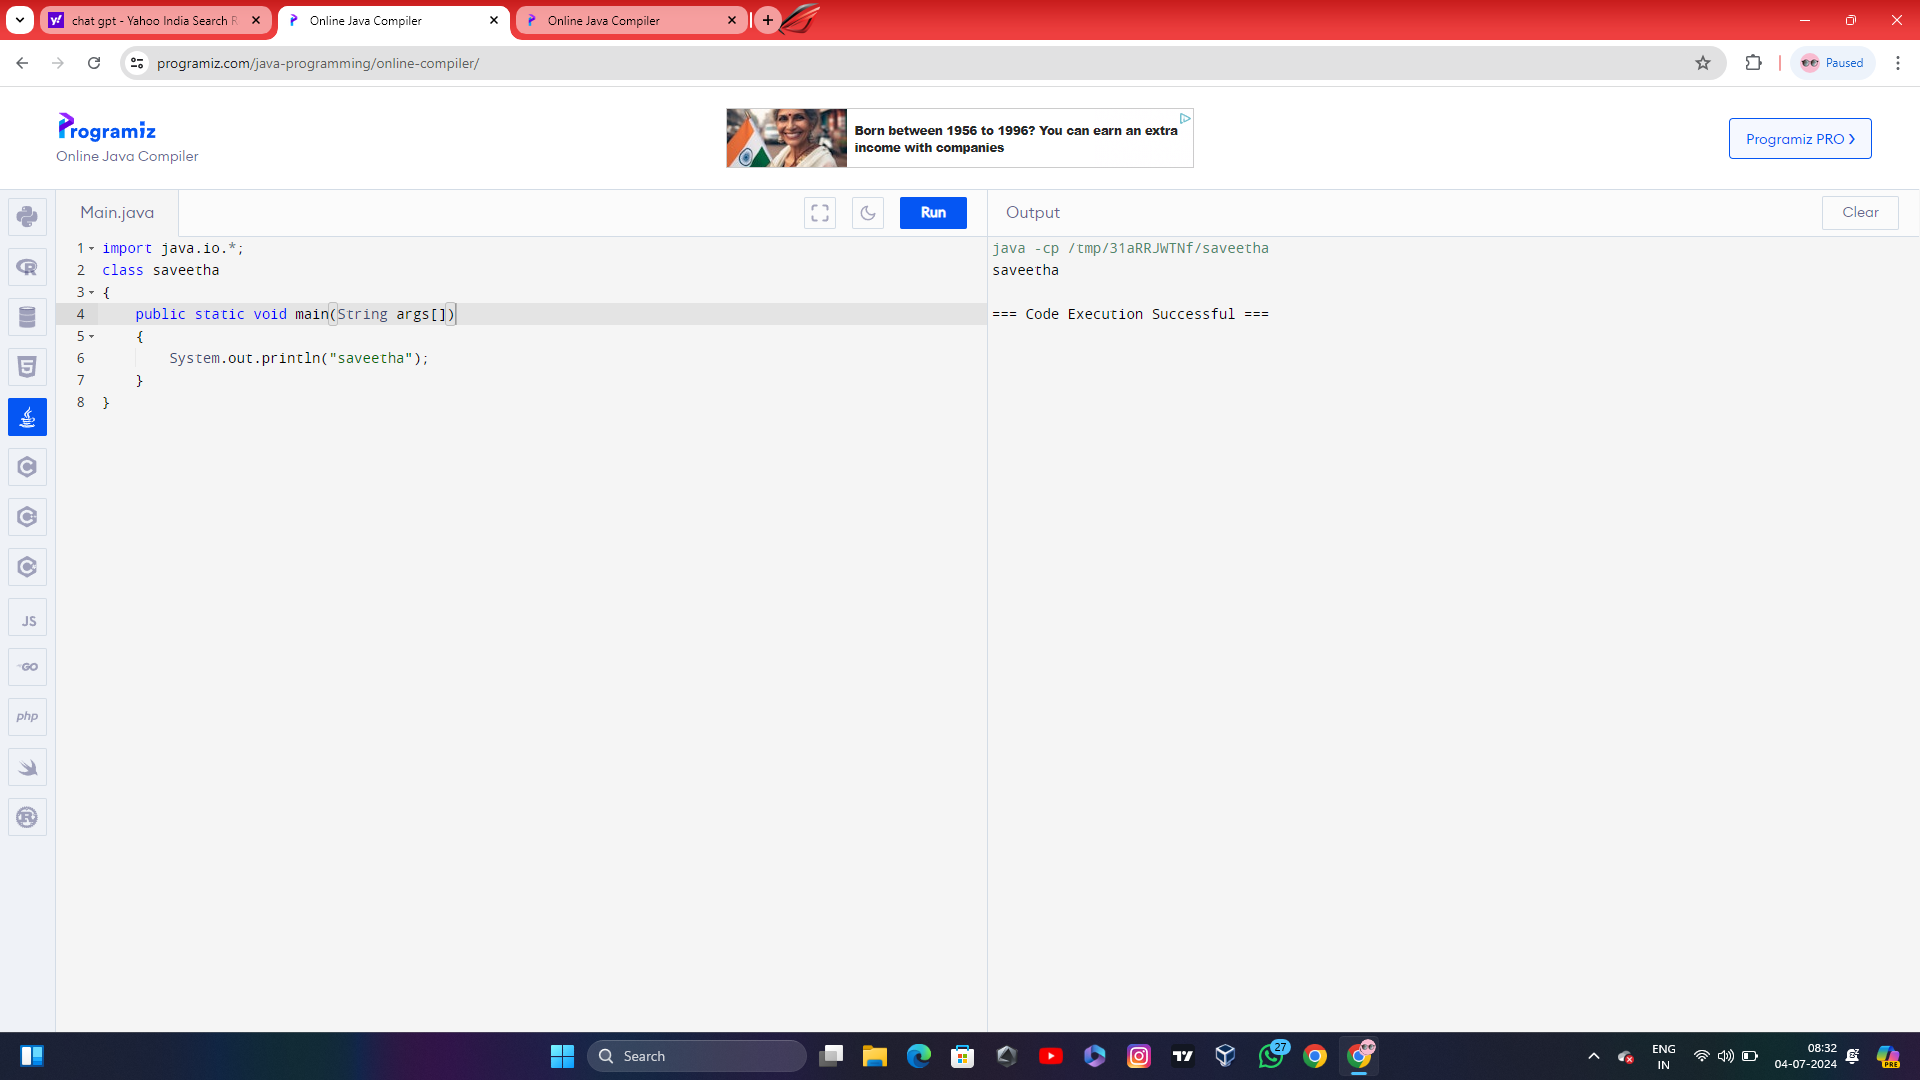 chat gpt - Yahoo India Search R
Online Java Compiler
Online Java Compiler
programiz.com/java-programming/online-compiler/
Paused
Programiz
Online Java Compiler
Born between 1956 to 1996? You can earn an extra
income with companies
Programiz PRO
Main.java
Run
Output
Clear
1 import java.io.*;
2 class saveetha
3 {
4 public static void main(String args[])
5 {
6 System.out.println("saveetha");
7 }
8 }
java -cp /tmp/31aRRJWTNf/saveetha
saveetha
=== Code Execution Successful ===
JS
GO
php
Search
27
ENG
IN
08:32
04-07-2024
PRE